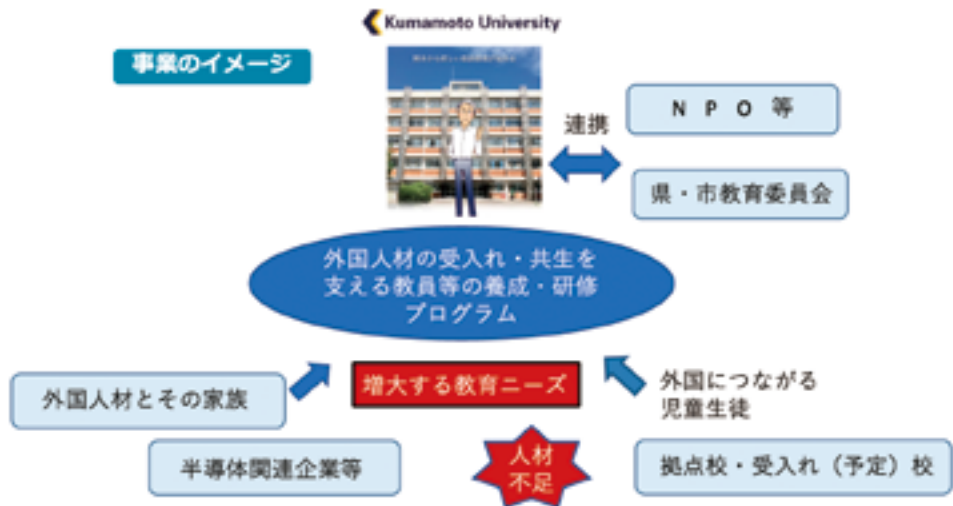 Kumamoto University
事業のイメージ
連携
N P O 等
県・市教育委員会
外国人材の受入れ・共生を
支える教員等の養成・研修
プログラム
増大する教育ニーズ
外国人材とその家族
外国につながる
児童生徒
半導体関連企業等
人材
不足
拠点校・受入れ（予定）校